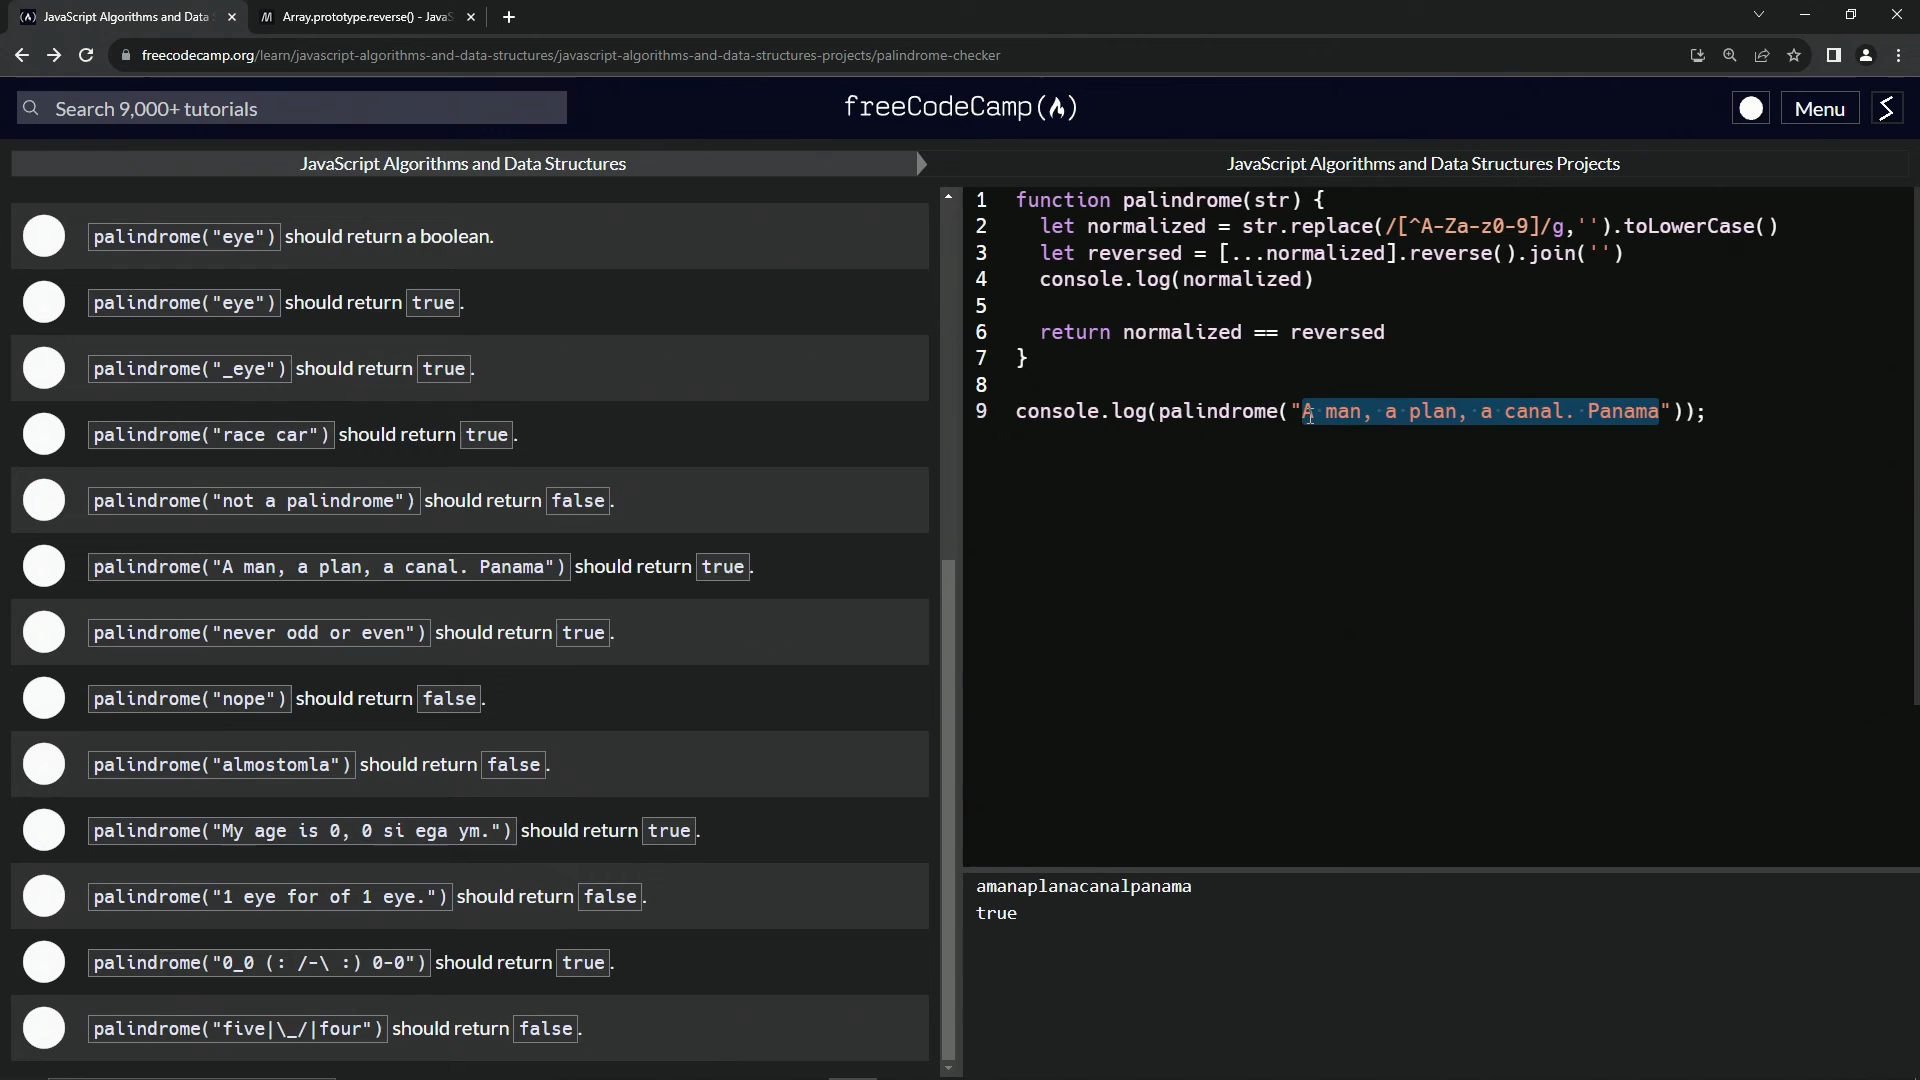 JavaScript Algorithms and Data
Array.prototype.reverse() - JavaS
freecodecamp.org/learn/javascript-algorithms-and-data-structures/javascript-algorithms-and-data-structures-projects/palindrome-checker
Search 9,000+ tutorials
freeCodeCamp(🔥)
Menu
JavaScript Algorithms and Data Structures
JavaScript Algorithms and Data Structures Projects
palindrome("eye") should return a boolean.
palindrome("eye") should return true.
palindrome("_eye") should return true.
palindrome("race car") should return true.
palindrome("not a palindrome") should return false.
palindrome("A man, a plan, a canal. Panama") should return true.
palindrome("never odd or even") should return true.
palindrome("nope") should return false.
palindrome("almostomla") should return false.
palindrome("My age is 0, 0 si ega ym.") should return true.
palindrome("1 eye for of 1 eye.") should return false.
palindrome("0_0 (: /-\ :) 0-0") should return true.
palindrome("five|\_/|four") should return false.
1 function palindrome(str) {
2 let normalized = str.replace(/[^A-Za-z0-9]/g,'').toLowerCase()
3 let reversed = [...normalized].reverse().join('')
4 console.log(normalized)
5
6 return normalized == reversed
7 }
8
9 console.log(palindrome("A man, a plan, a canal. Panama"));
amanaplanacanalpanama
true